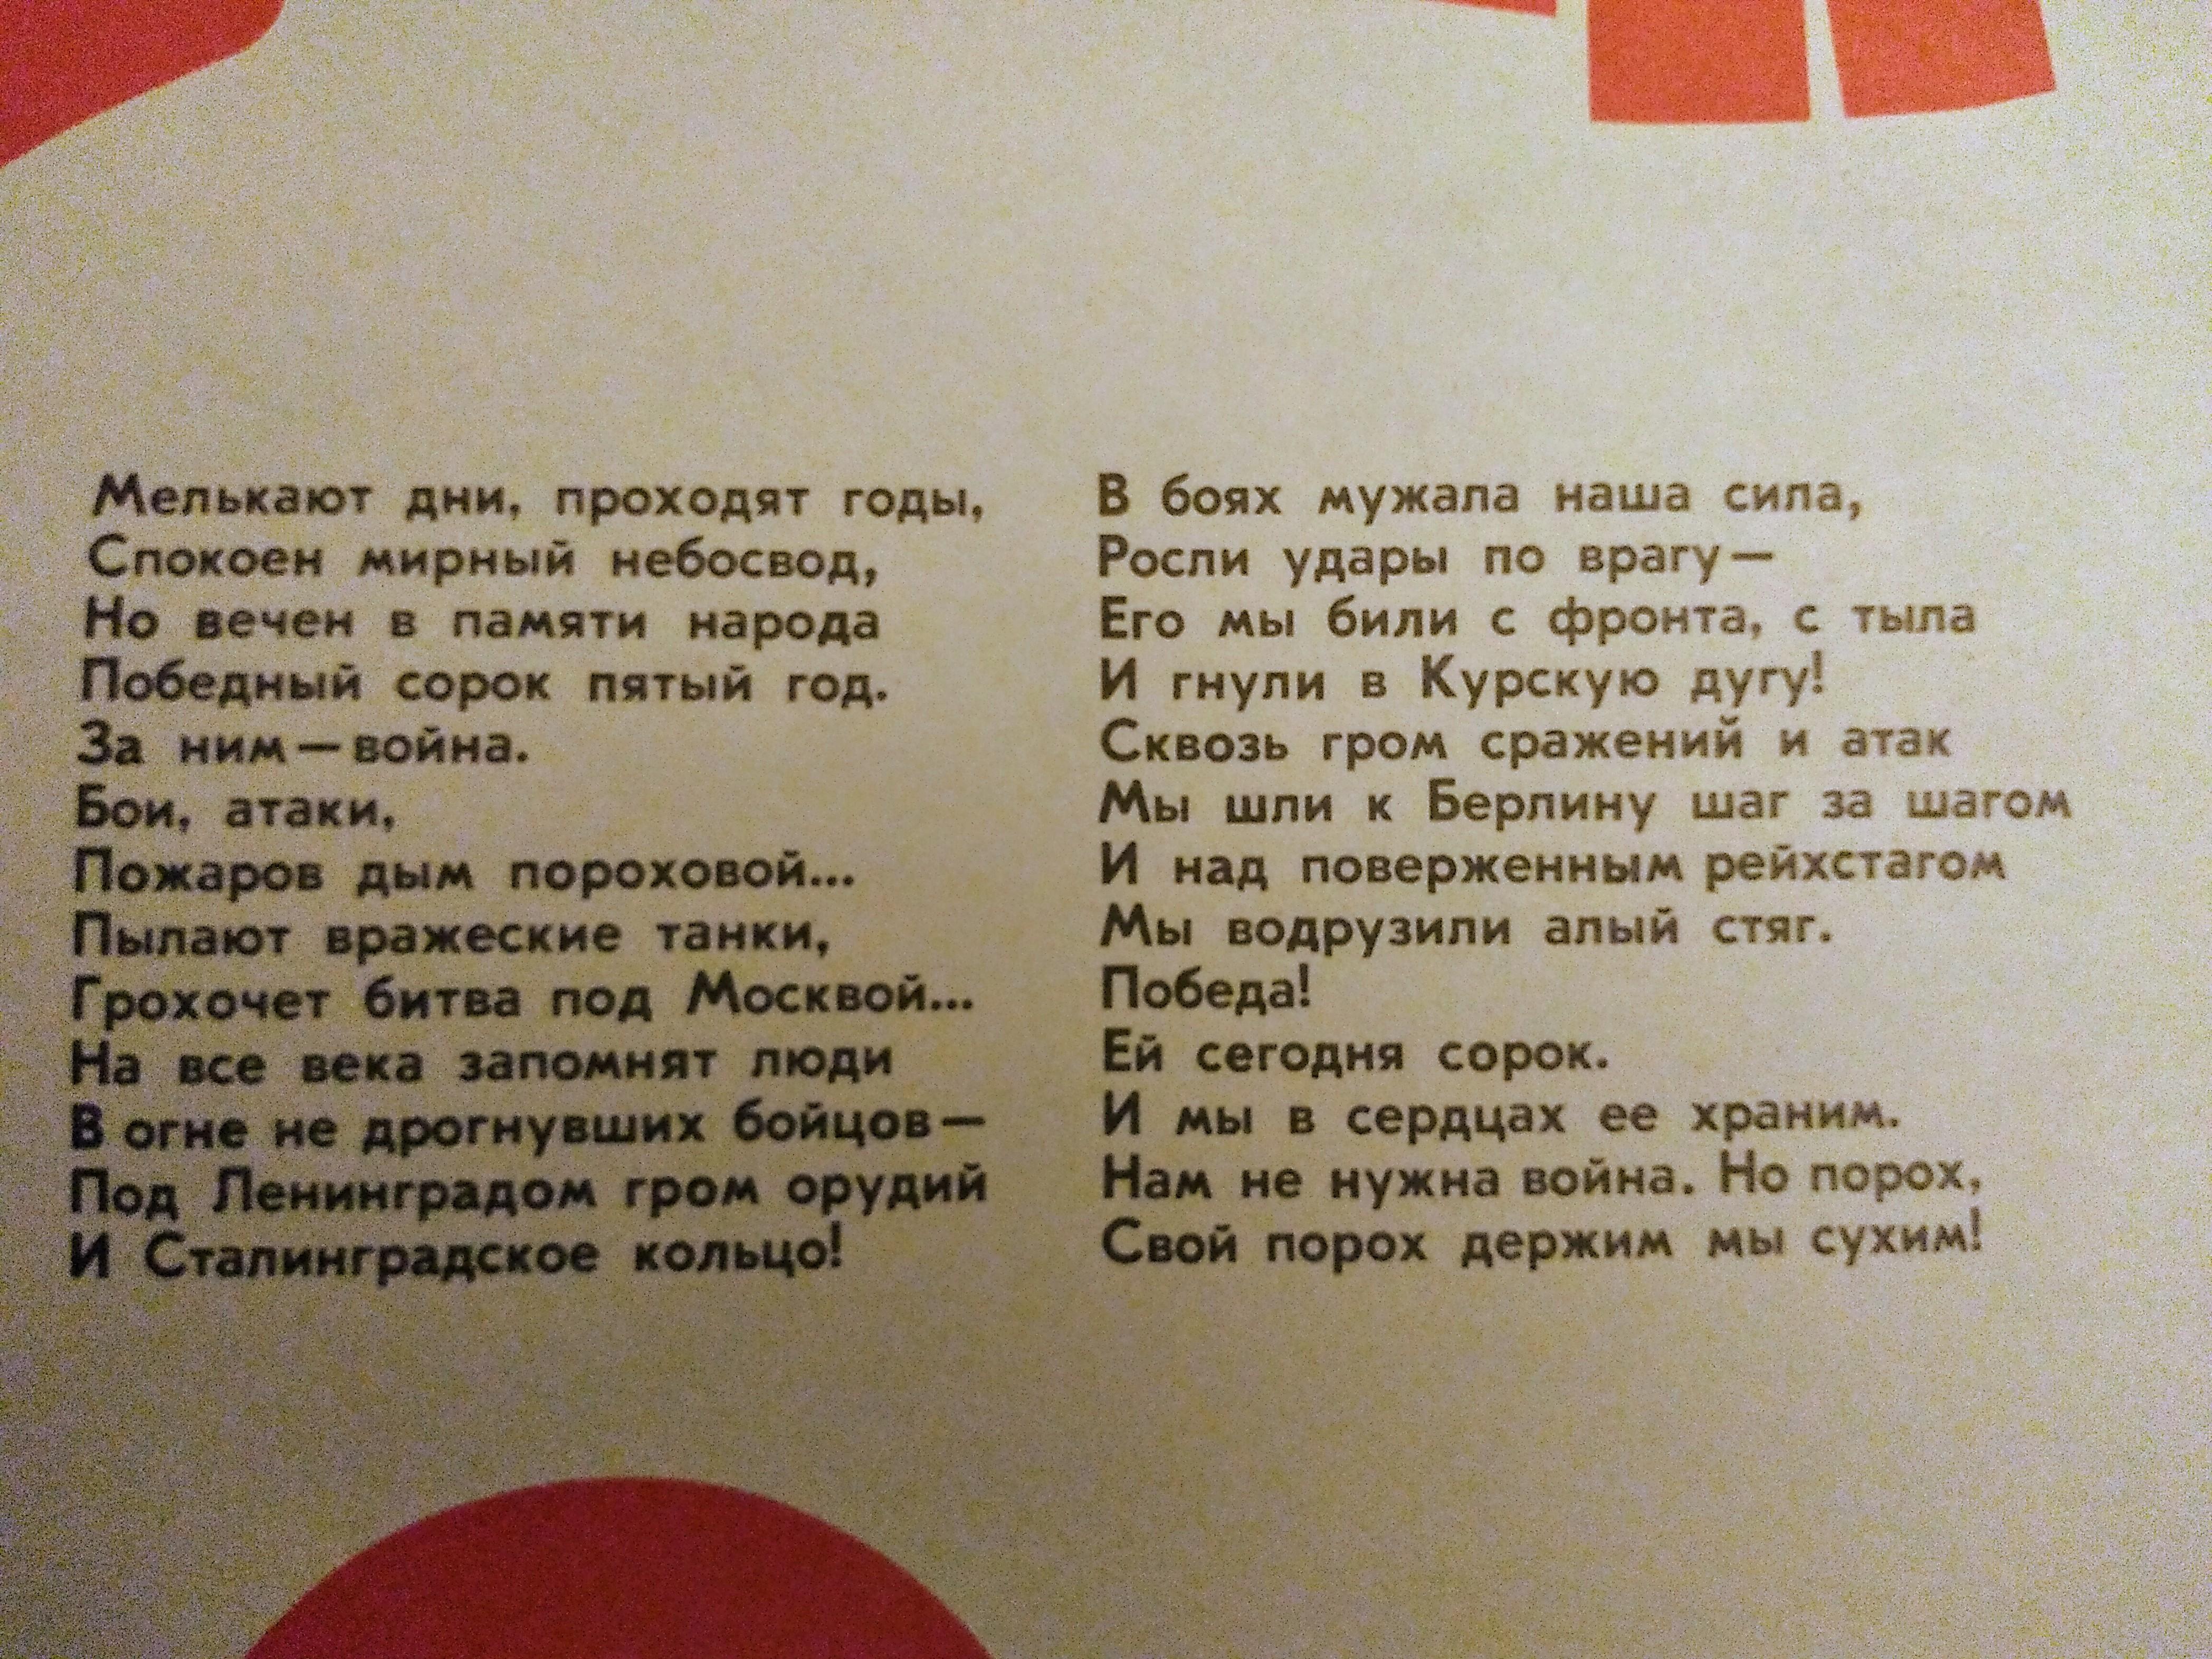 Мелькают дни, проходят годы,
Спокоен мирный небосвод,
Но вечен в памяти народа
Победный сорок пятый год.
За ним — война.
Бои, атаки,
Пожаров дым пороховой...
Пылают вражеские танки,
Грохочет битва под Москвой...
На все века запомнят люди
В огне не дрогнувших бойцов —
Под Ленинградом гром орудий
И Сталинградское кольцо!
В боях мужала наша сила,
Росли удары по врагу —
Его мы били с фронта, с тыла
И гнули в Курскую дугу!
Сквозь гром сражений и атак
Мы шли к Берлину шаг за шагом
И над поверженным рейхстагом
Мы водрузили алый стяг.
Победа!
Ей сегодня сорок.
И мы в сердцах ее храним.
Нам не нужна война. Но порох,
Свой порох держим мы сухим!